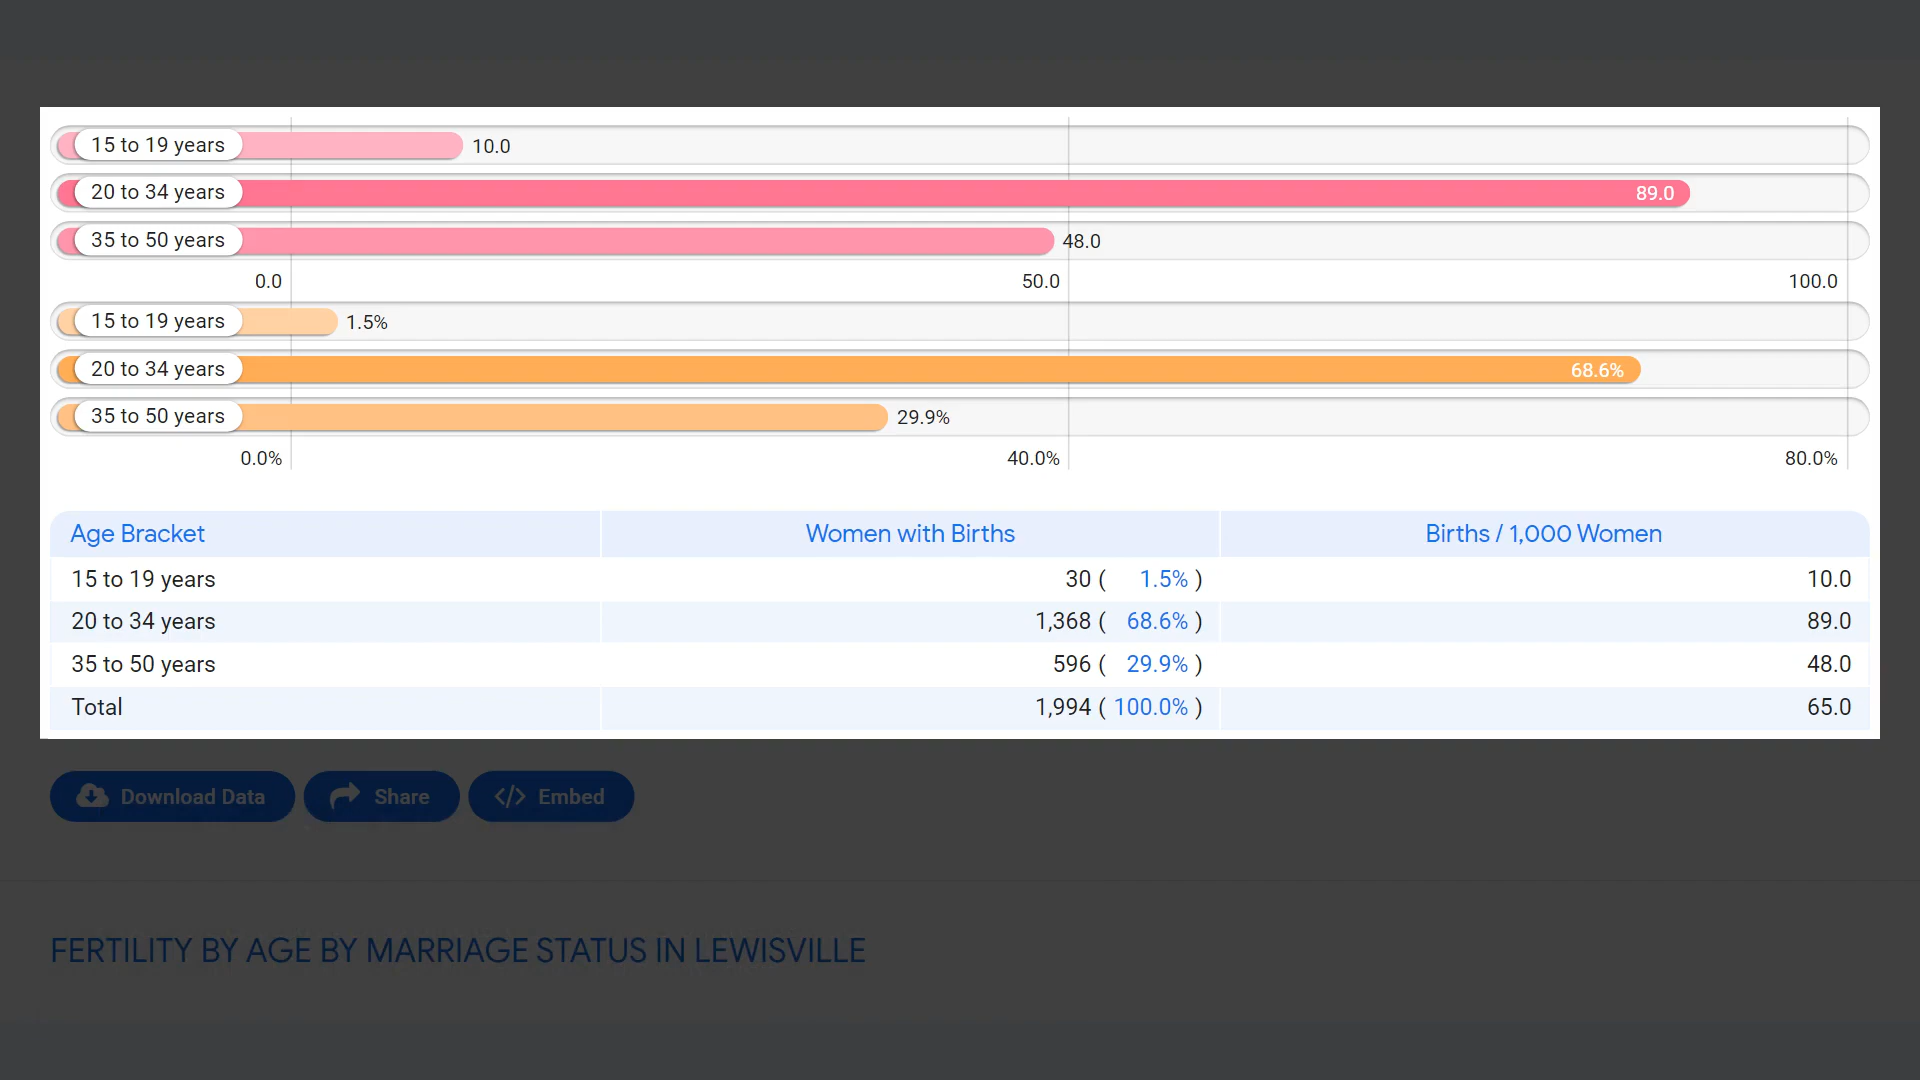 15 to 19 years 10.0
20 to 34 years 89.0
35 to 50 years 48.0
0.0 50.0 100.0
15 to 19 years 1.5%
20 to 34 years 68.6%
35 to 50 years 29.9%
0.0% 40.0% 80.0%
Age Bracket Women with Births Births / 1,000 Women
15 to 19 years 30 ( 1.5% ) 10.0
20 to 34 years 1,368 ( 68.6% ) 89.0
35 to 50 years 596 ( 29.9% ) 48.0
Total 1,994 ( 100.0% ) 65.0
Download Data Share Embed
FERTILITY BY AGE BY MARRIAGE STATUS IN LEWISVILLE